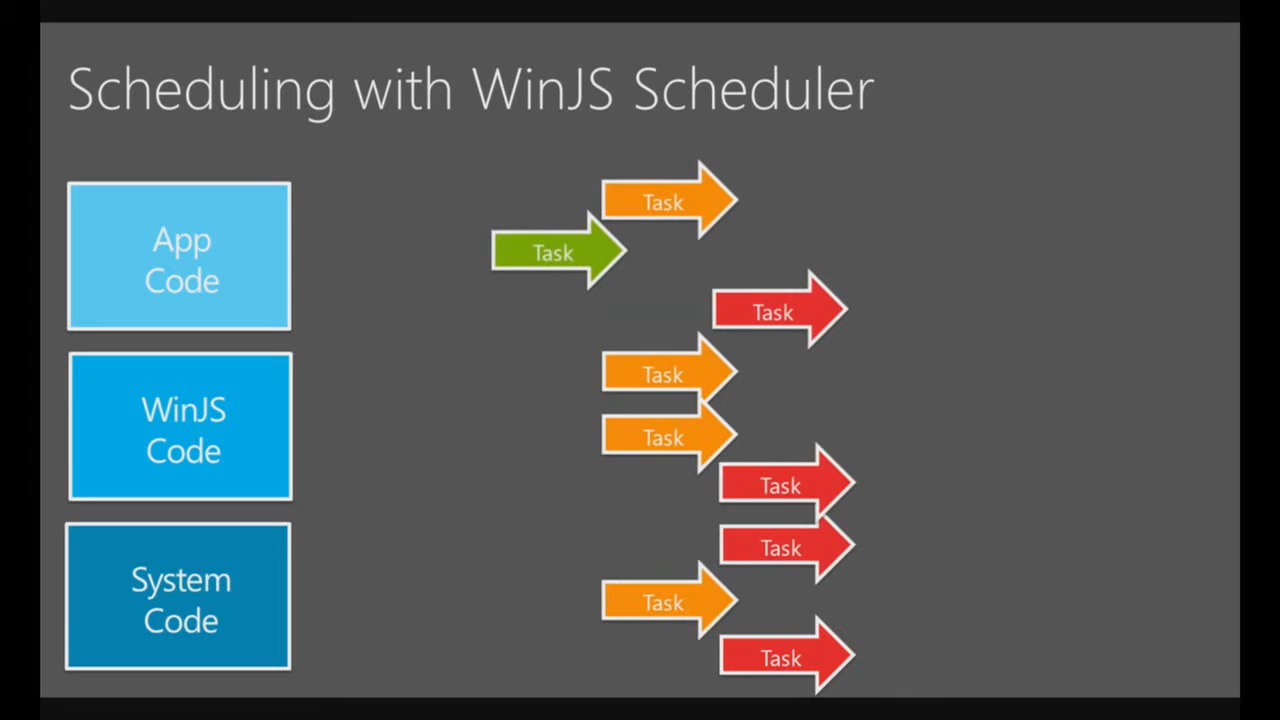 Scheduling with WinJS Scheduler
App
Code
Task
Task
Task
WinJS
Code
Task
Task
Task
System
Code
Task
Task
Task